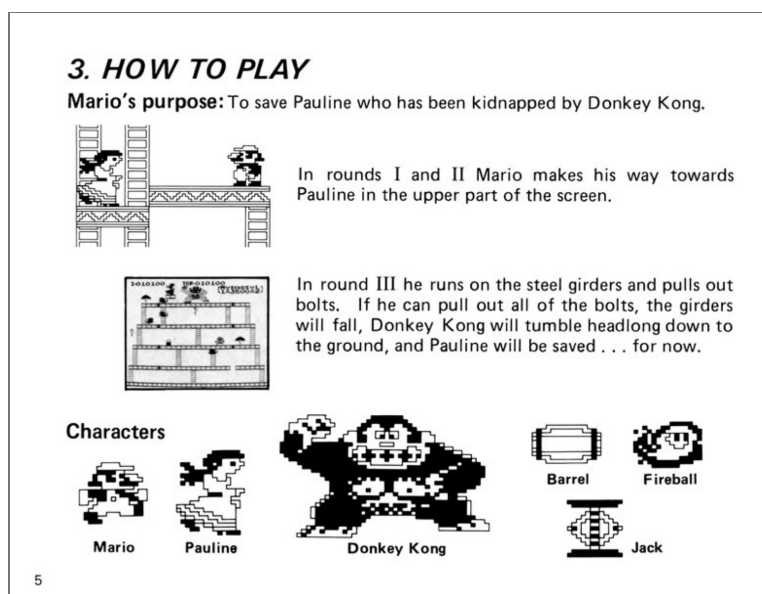 3. HOW TO PLAY
Mario's purpose: To save Pauline who has been kidnapped by Donkey Kong.
In rounds I and II Mario makes his way towards
Pauline in the upper part of the screen.
In round III he runs on the steel girders and pulls out
bolts. If he can pull out all of the bolts, the girders
will fall, Donkey Kong will tumble headlong down to
the ground, and Pauline will be saved . . . for now.
Characters
Mario
Pauline
Donkey Kong
Barrel
Fireball
Jack
5